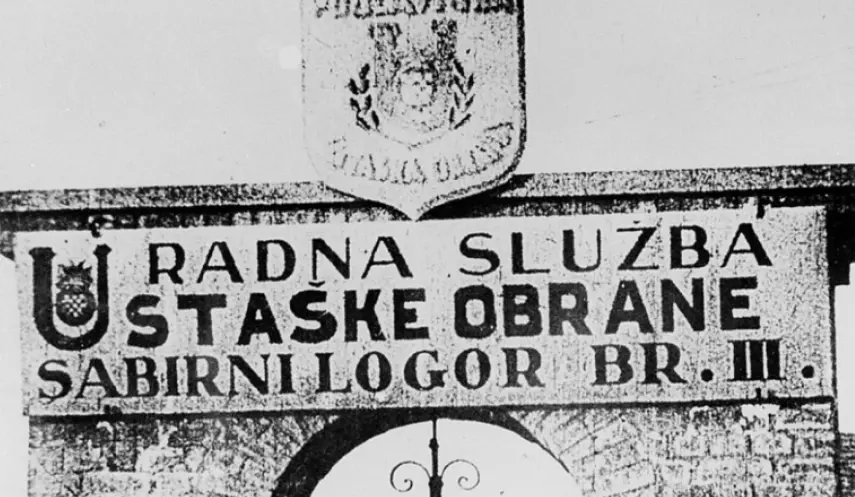 RADNA SLUŽBA
USTAŠKE OBRANE
SABIRNI LOGOR BR. III.